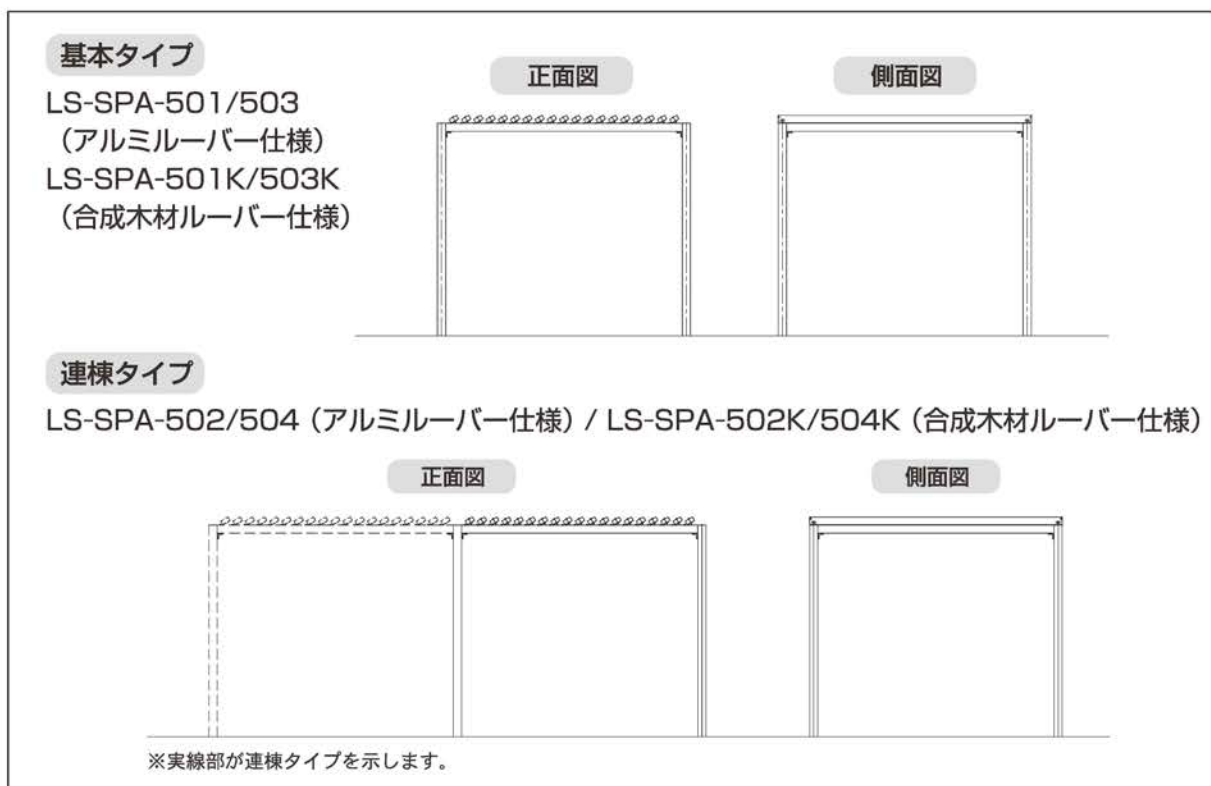 基本タイプ
LS-SPA-501/503
（アルミルーバー仕様）
LS-SPA-501K/503K
（合成木材ルーバー仕様）
正面図
側面図
連棟タイプ
LS-SPA-502/504（アルミルーバー仕様）/ LS-SPA-502K/504K（合成木材ルーバー仕様）
正面図
側面図
※実線部が連棟タイプを示します。